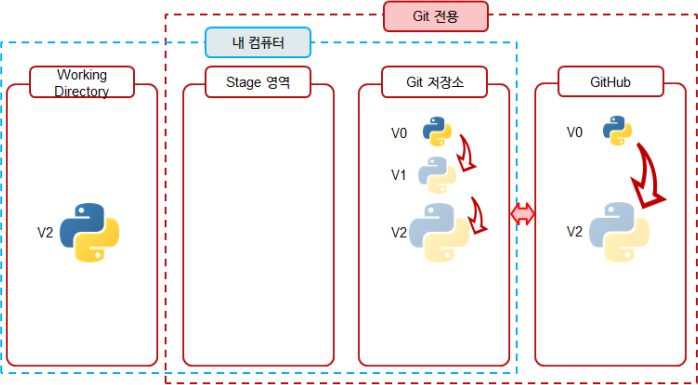 Git 전용
내 컴퓨터
Working
Directory
Stage 영역
Git 저장소
GitHub
V0
V0
V1
V2
V2
V2